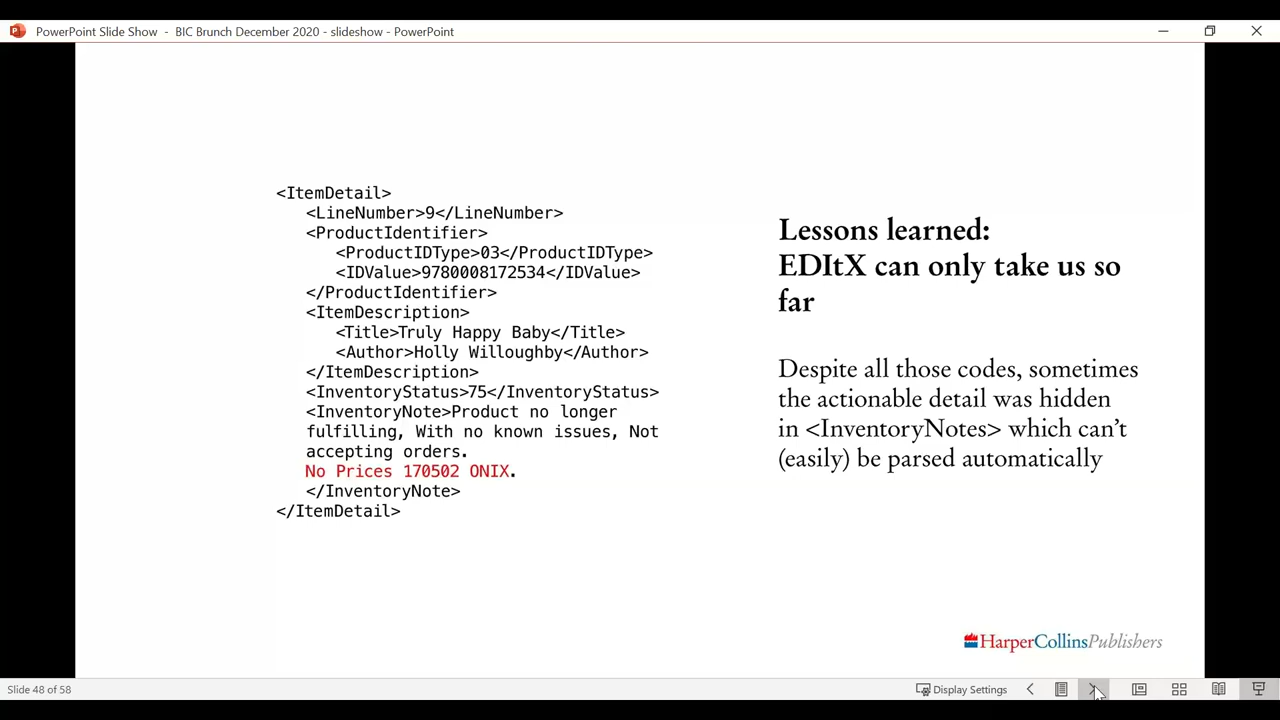 PowerPoint Slide Show - BIC Brunch December 2020 - slideshow - PowerPoint
<ItemDetail>
<LineNumber>9</LineNumber>
<ProductIdentifier>
<ProductIDType>03</ProductIDType>
<IDValue>9780008172534</IDValue>
</ProductIdentifier>
<ItemDescription>
<Title>Truly Happy Baby</Title>
<Author>Holly Willoughby</Author>
</ItemDescription>
<InventoryStatus>75</InventoryStatus>
<InventoryNote>Product no longer
fulfilling, With no known issues, Not
accepting orders.
No Prices 170502 ONIX.
</InventoryNote>
</ItemDetail>
Lessons learned:
EDItX can only take us so
far
Despite all those codes, sometimes
the actionable detail was hidden
in <InventoryNotes> which can’t
(easily) be parsed automatically
HarperCollinsPublishers
Slide 48 of 58
Display Settings